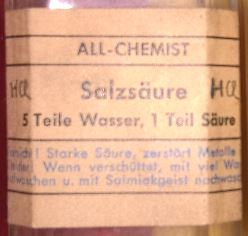 ALL-CHEMIST
HCl Salzsäure HCl
5 Teile Wasser, 1 Teil Säure
Starke Säure, zerstört Metalle
Wenn verschüttet, mit viel
u. mit Salmiakgeist